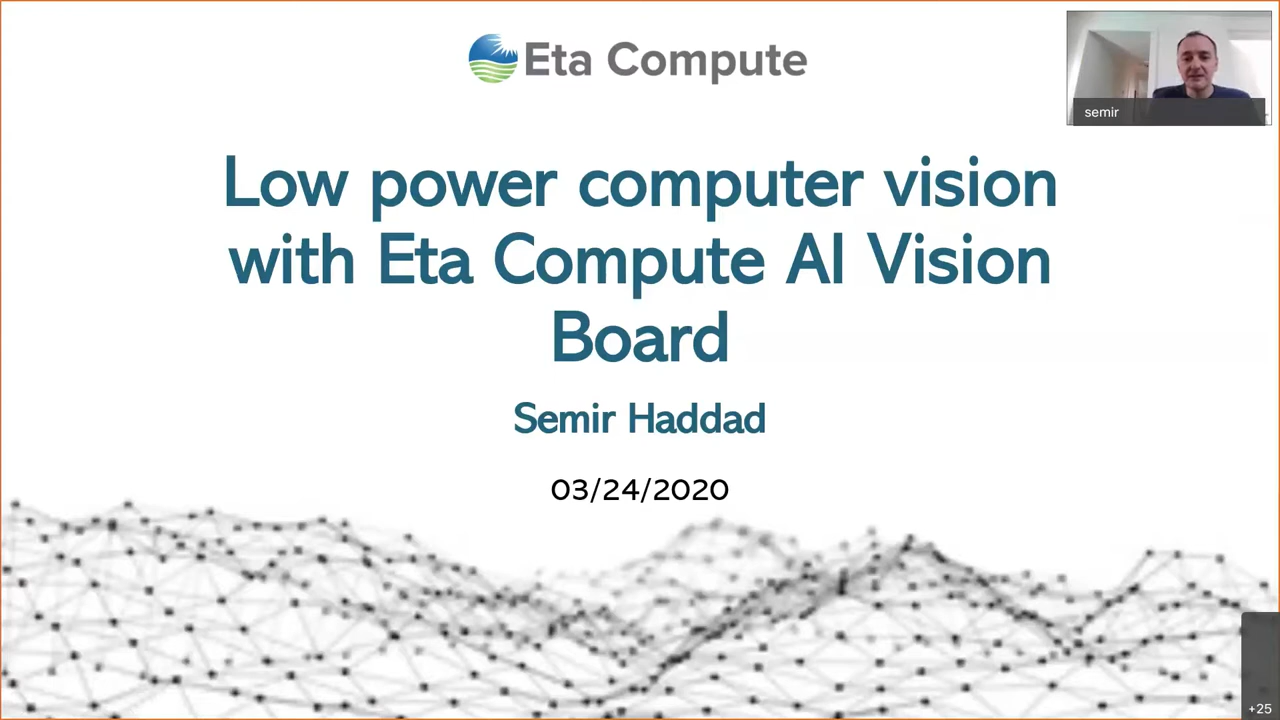 Eta Compute
semir
Low power computer vision
with Eta Compute AI Vision
Board
Semir Haddad
03/24/2020
+25